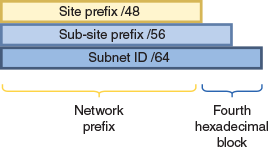 Site prefix /48
Sub-site prefix /56
Subnet ID /64
Network
prefix
Fourth
hexadecimal
block